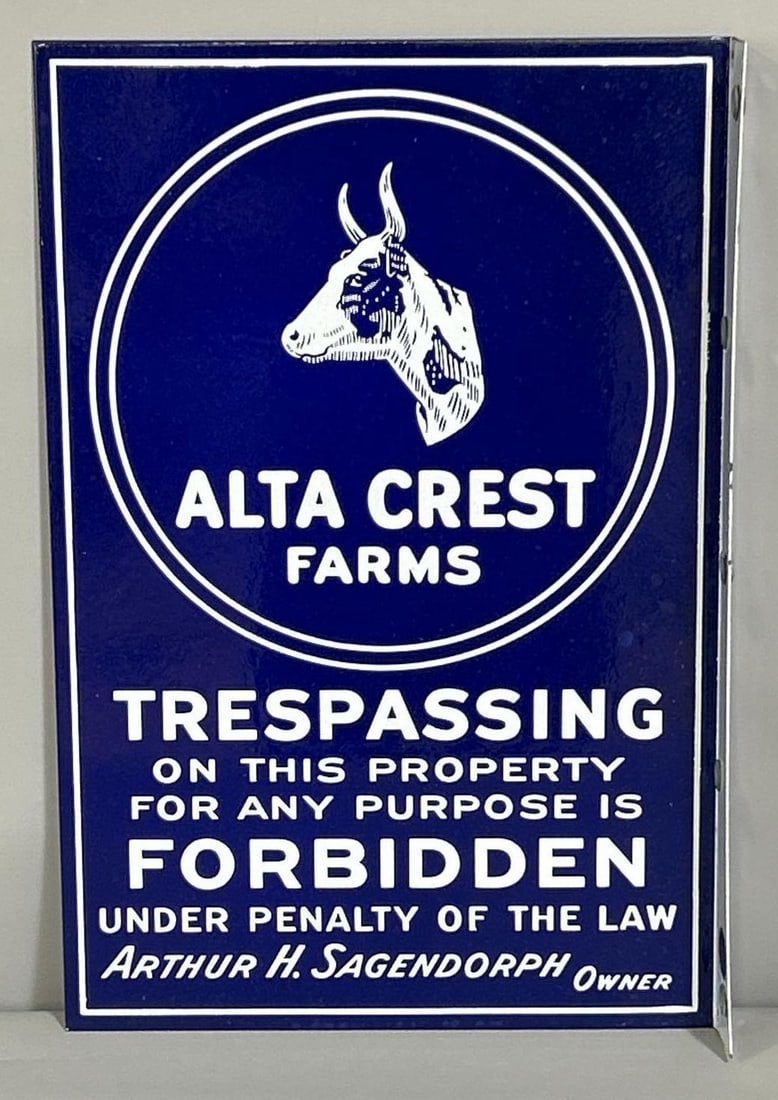 ALTA CREST
FARMS
TRESPASSING
ON THIS PROPERTY
FOR ANY PURPOSE IS
FORBIDDEN
UNDER PENALTY OF THE LAW
ARTHUR H. SAGENDORPH OWNER